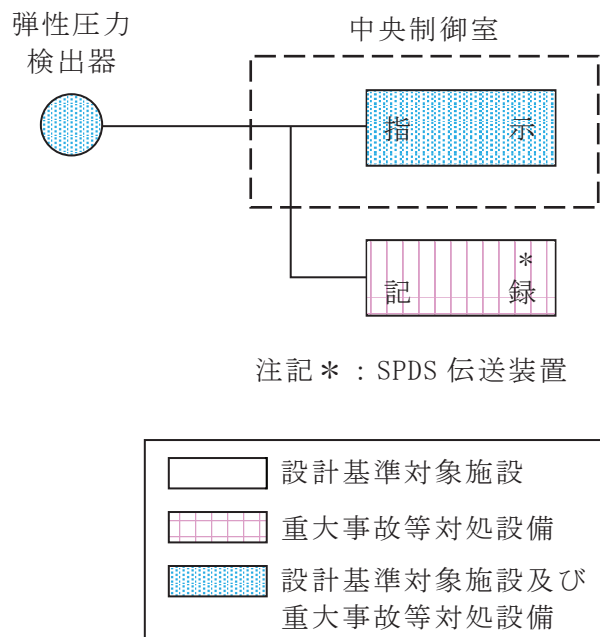 弾性圧力
検出器
中央制御室
指 示
*
記 録
注記*：SPDS 伝送装置
設計基準対象施設
重大事故等対処設備
設計基準対象施設及び
重大事故等対処設備